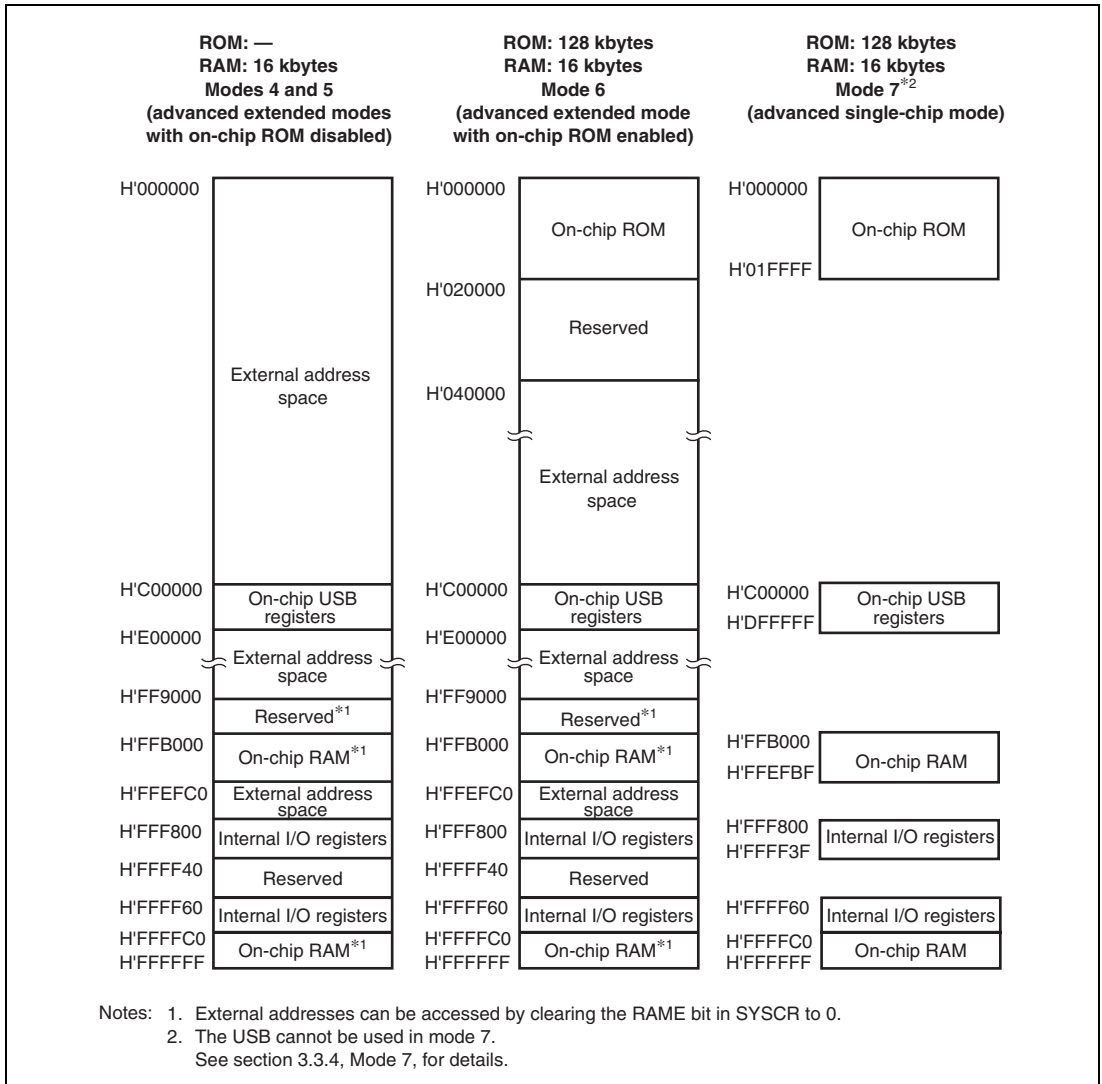 ROM: —
RAM: 16 kbytes
Modes 4 and 5
(advanced extended modes
with on-chip ROM disabled)
H'000000
External address
space
H'C00000
On-chip USB
registers
H'E00000
External address
space
H'FF9000
Reserved*1
H'FFB000
On-chip RAM*1
H'FFEFC0
External address
space
H'FFF800
Internal I/O registers
H'FFFF40
Reserved
H'FFFF60
Internal I/O registers
H'FFFFC0
On-chip RAM*1
H'FFFFFF
ROM: 128 kbytes
RAM: 16 kbytes
Mode 6
(advanced extended mode
with on-chip ROM enabled)
H'000000
On-chip ROM
H'020000
Reserved
H'040000
External address
space
H'C00000
On-chip USB
registers
H'E00000
External address
space
H'FF9000
Reserved*1
H'FFB000
On-chip RAM*1
H'FFEFC0
External address
space
H'FFF800
Internal I/O registers
H'FFFF40
Reserved
H'FFFF60
Internal I/O registers
H'FFFFC0
On-chip RAM*1
H'FFFFFF
ROM: 128 kbytes
RAM: 16 kbytes
Mode 7*2
(advanced single-chip mode)
H'000000
On-chip ROM
H'01FFFF
H'C00000
On-chip USB
registers
H'DFFFFF
H'FFB000
On-chip RAM
H'FFEFBF
H'FFF800
Internal I/O registers
H'FFFF3F
H'FFFF60
Internal I/O registers
H'FFFFC0
On-chip RAM
H'FFFFFF
Notes: 1. External addresses can be accessed by clearing the RAME bit in SYSCR to 0.
2. The USB cannot be used in mode 7.
See section 3.3.4, Mode 7, for details.